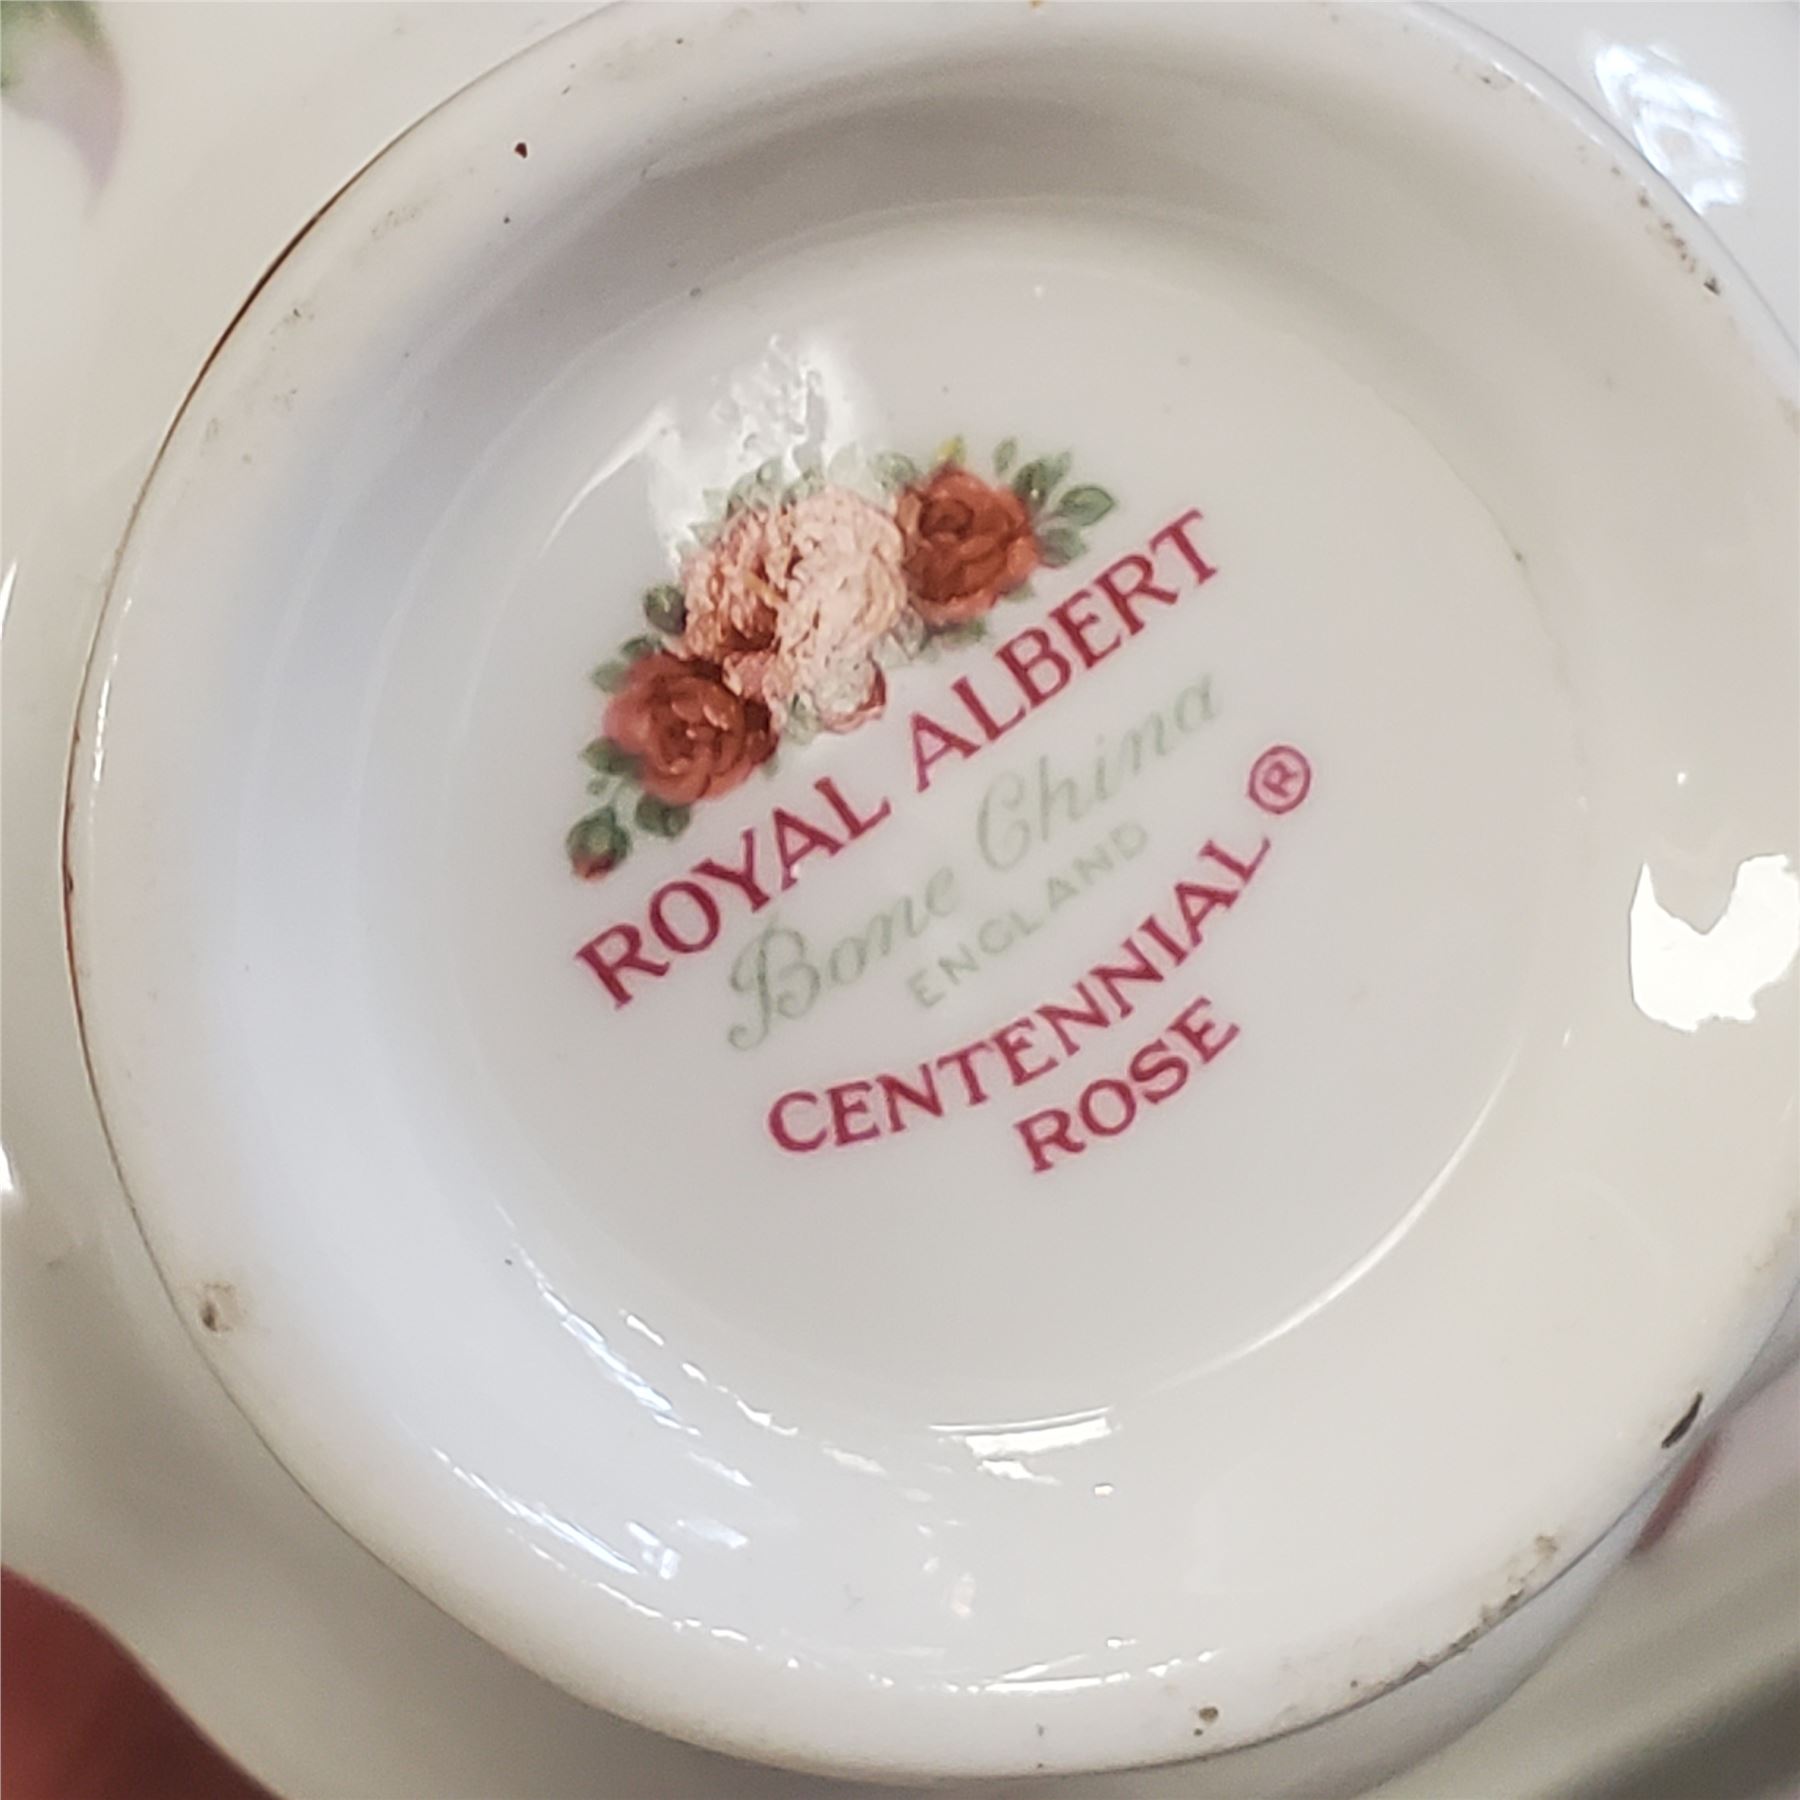 ROYAL ALBERT
Bone China
ENGLAND
CENTENNIAL ®
ROSE